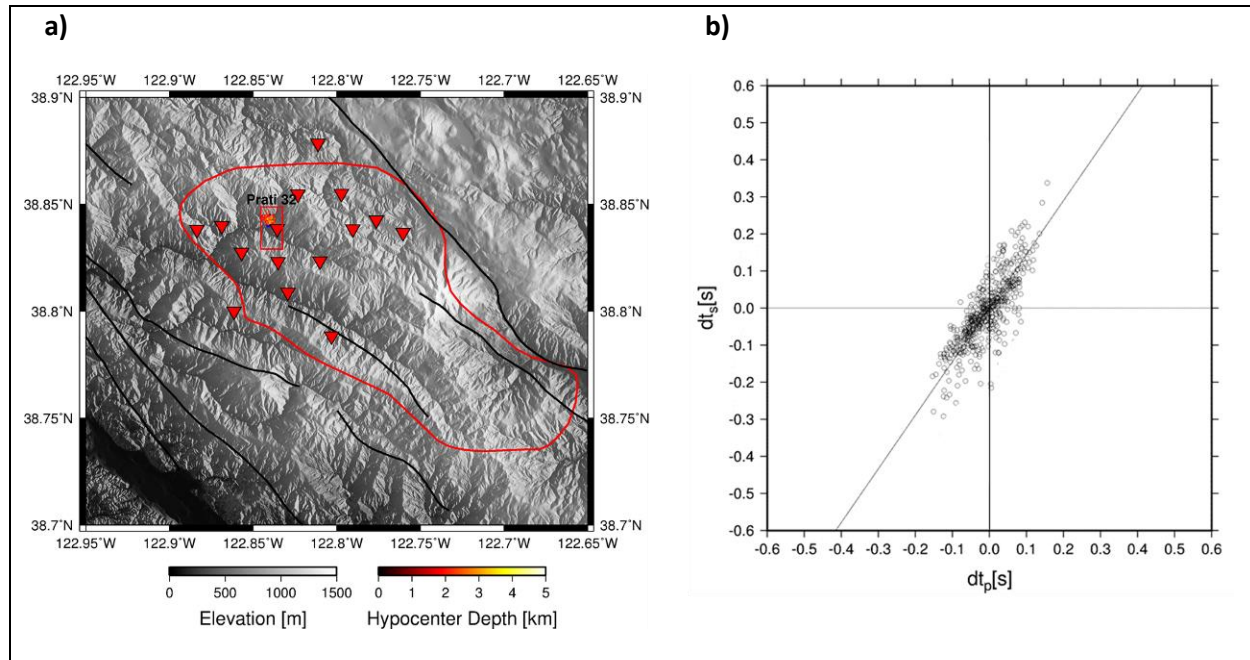 a)
122.95˚W 122.9˚W 122.85˚W 122.8˚W 122.75˚W 122.7˚W 122.65˚W
38.9˚N 38.9˚N
Prati 32
38.85˚N 38.85˚N
38.8˚N 38.8˚N
38.75˚N 38.75˚N
38.7˚N 38.7˚N
122.95˚W 122.9˚W 122.85˚W 122.8˚W 122.75˚W 122.7˚W 122.65˚W
0 500 1000 1500
Elevation [m]
0 1 2 3 4 5
Hypocenter Depth [km]
b)
0.6
0.5
0.4
0.3
0.2
0.1
0.0
-0.1
-0.2
-0.3
-0.4
-0.5
-0.6
dts[s]
-0.6 -0.5 -0.4 -0.3 -0.2 -0.1 0.0 0.1 0.2 0.3 0.4 0.5 0.6
dtp[s]